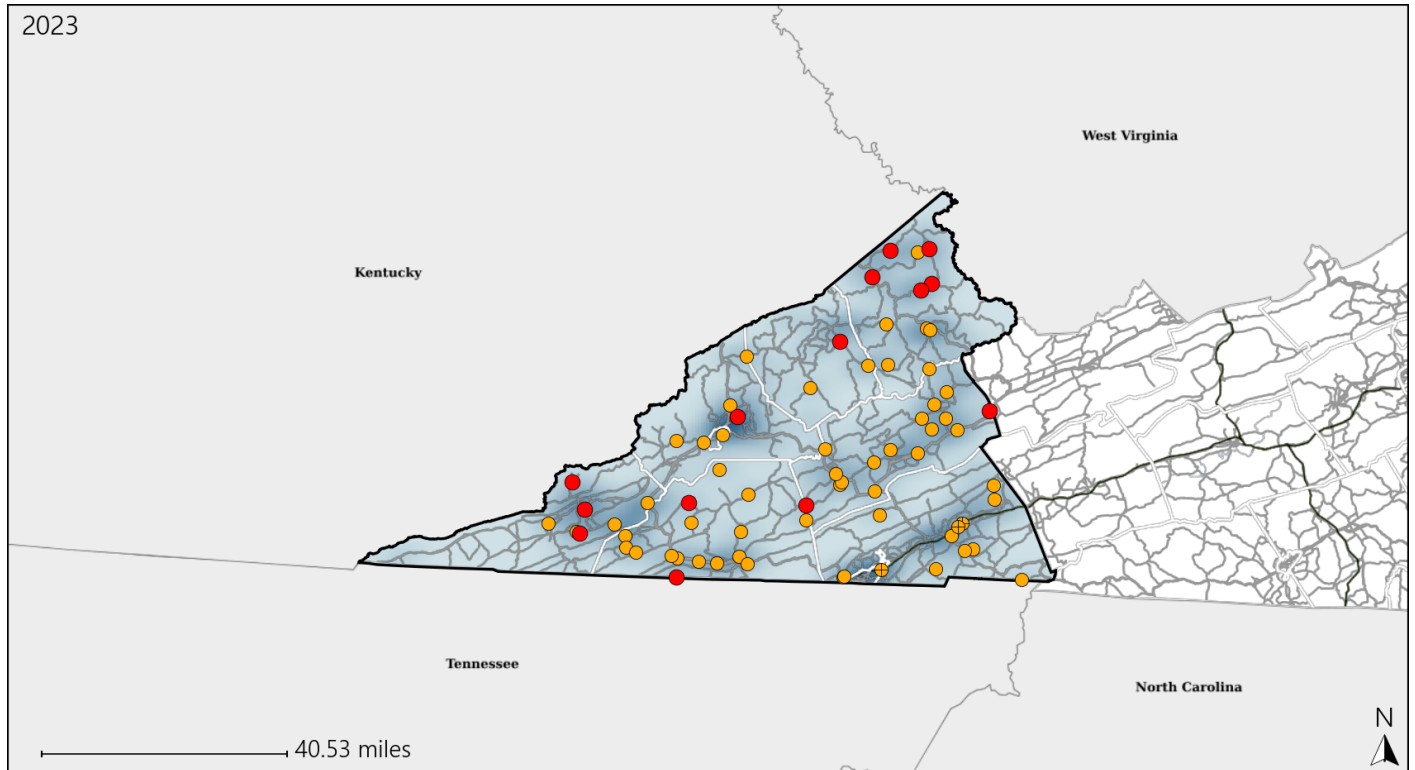 2023
West Virginia
Kentucky
Tennessee
North Carolina
N
40.53 miles